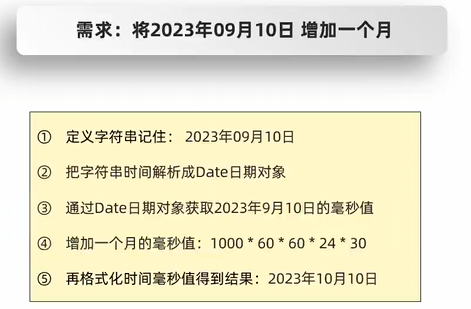 需求：将2023年09月10日 增加一个月
① 定义字符串记住： 2023年09月10日
② 把字符串时间解析成Date日期对象
③ 通过Date日期对象获取2023年9月10日的毫秒值
④ 增加一个月的毫秒值：1000 * 60 * 60 * 24 * 30
⑤ 再格式化时间毫秒值得到结果：2023年10月10日